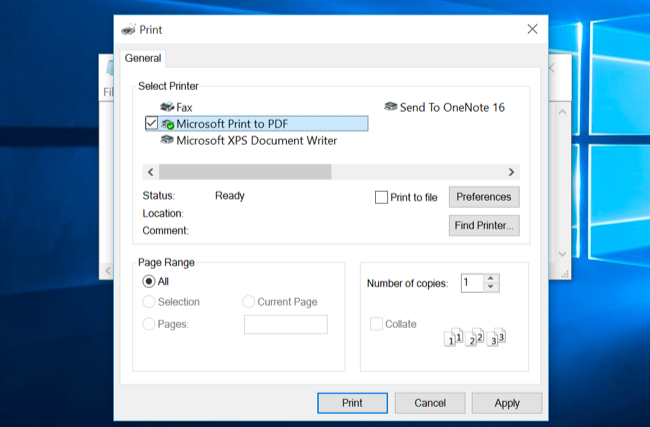 Print
General
Select Printer
Fax
Send To OneNote 16
Microsoft Print to PDF
Microsoft XPS Document Writer
Status: Ready
Print to file
Preferences
Location:
Comment:
Find Printer...
Page Range
All
Selection
Current Page
Pages:
Number of copies: 1
Collate
1 1 2 2 3 3
Print
Cancel
Apply